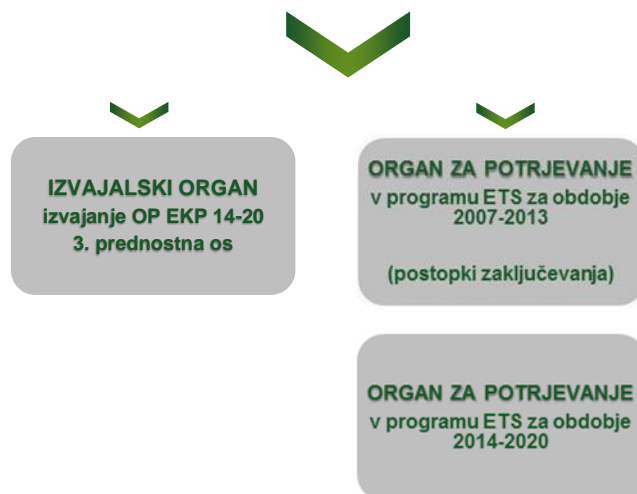 IZVAJALSKI ORGAN
izvajanje OP EKP 14-20
3. prednostna os
ORGAN ZA POTRJEVANJE
v programu ETS za obdobje
2007-2013
(postopki zaključevanja)
ORGAN ZA POTRJEVANJE
v programu ETS za obdobje
2014-2020